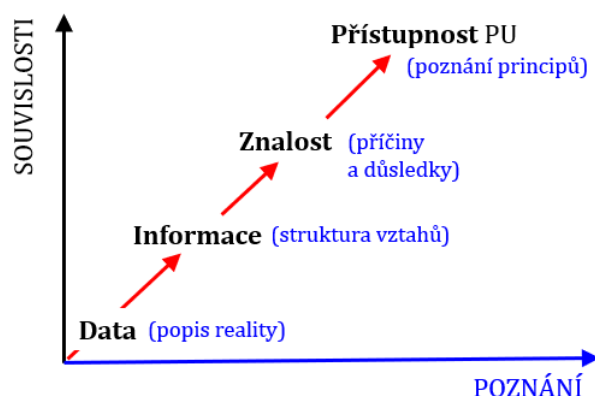 SOUVISLOSTI
Přístupnost PU
(poznání principů)
Znalost (příčiny
a důsledky)
Informace (struktura vztahů)
Data (popis reality)
POZNÁNÍ